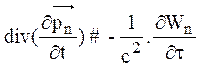 div(∂p⃗ₙ/∂t) # - 1/c² . ∂Wₙ/∂τ